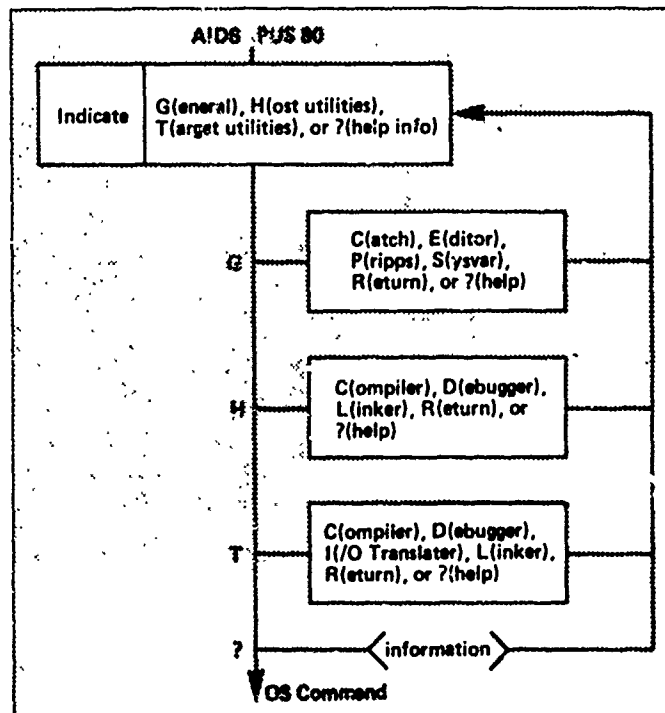 AIDS PUS 80
Indicate
G(eneral), H(ost utilities),
T(arget utilities), or ?(help info)
G
C(atch), E(ditor),
P(ripps), S(ysvar),
R(eturn), or ?(help)
H
C(ompiler), D(ebugger),
L(inker), R(eturn), or
?(help)
T
C(ompiler), D(ebugger),
I(/O Translater), L(inker),
R(eturn), or ?(help)
?
information
OS Command